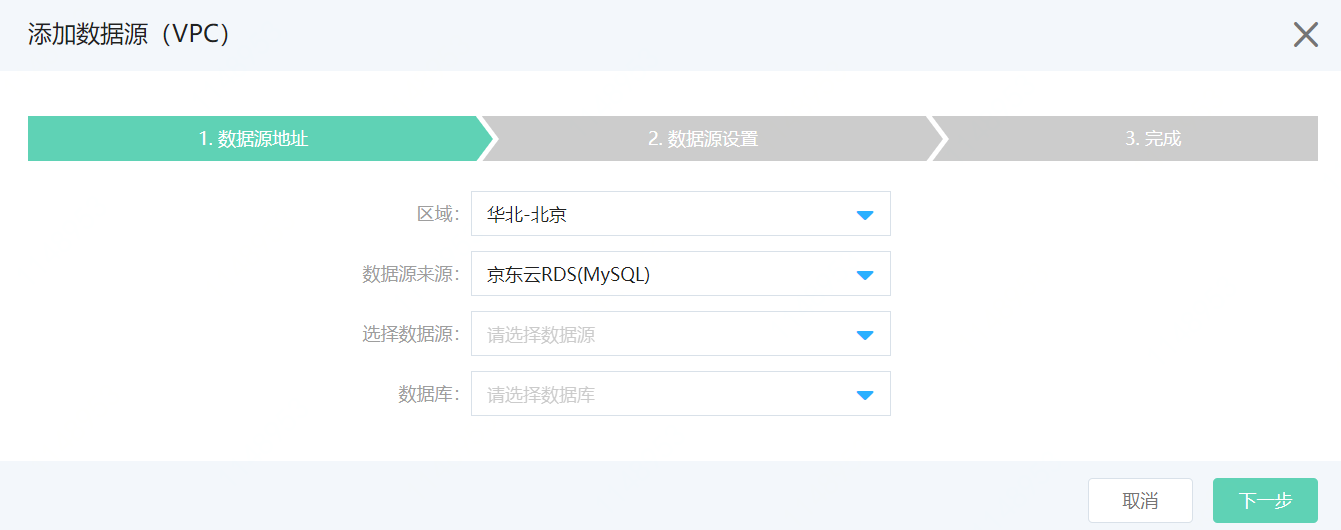 添加数据源（VPC）
1. 数据源地址
2. 数据源设置
3. 完成
区域： 华北-北京
数据源来源： 京东云RDS(MySQL)
选择数据源： 请选择数据源
数据库： 请选择数据库
取消 下一步